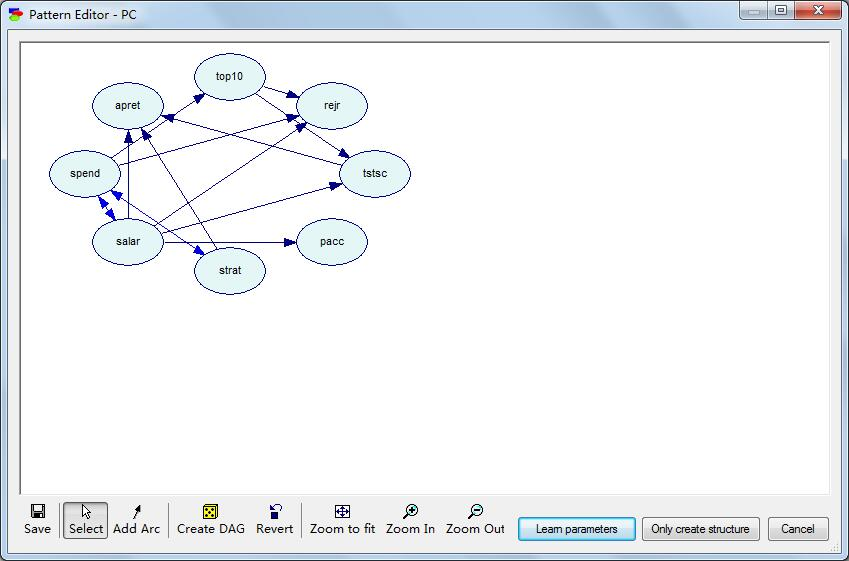 Pattern Editor - PC
top10
apret
rejr
spend
tstsc
salar
pacc
strat
Save
Select
Add Arc
Create DAG
Revert
Zoom to fit
Zoom In
Zoom Out
Learn parameters
Only create structure
Cancel